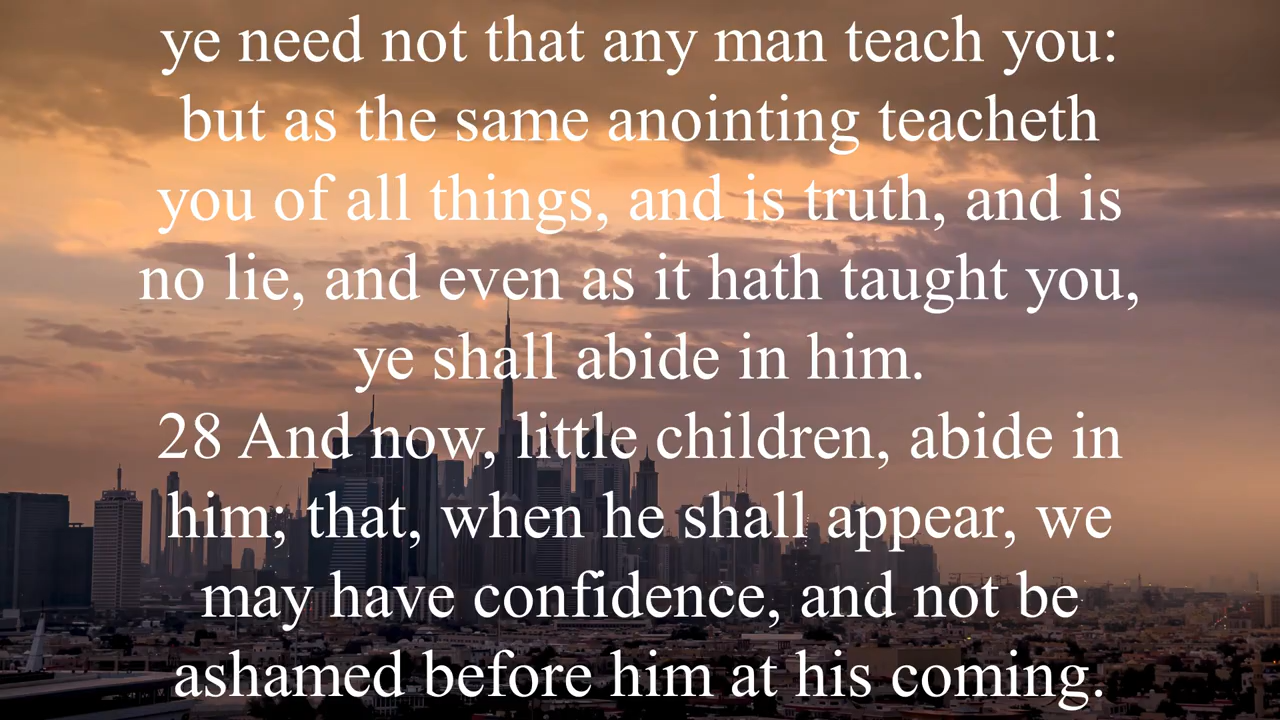 ye need not that any man teach you:
but as the same anointing teacheth
you of all things, and is truth, and is
no lie, and even as it hath taught you,
ye shall abide in him.
28 And now, little children, abide in
him; that, when he shall appear, we
may have confidence, and not be
ashamed before him at his coming.